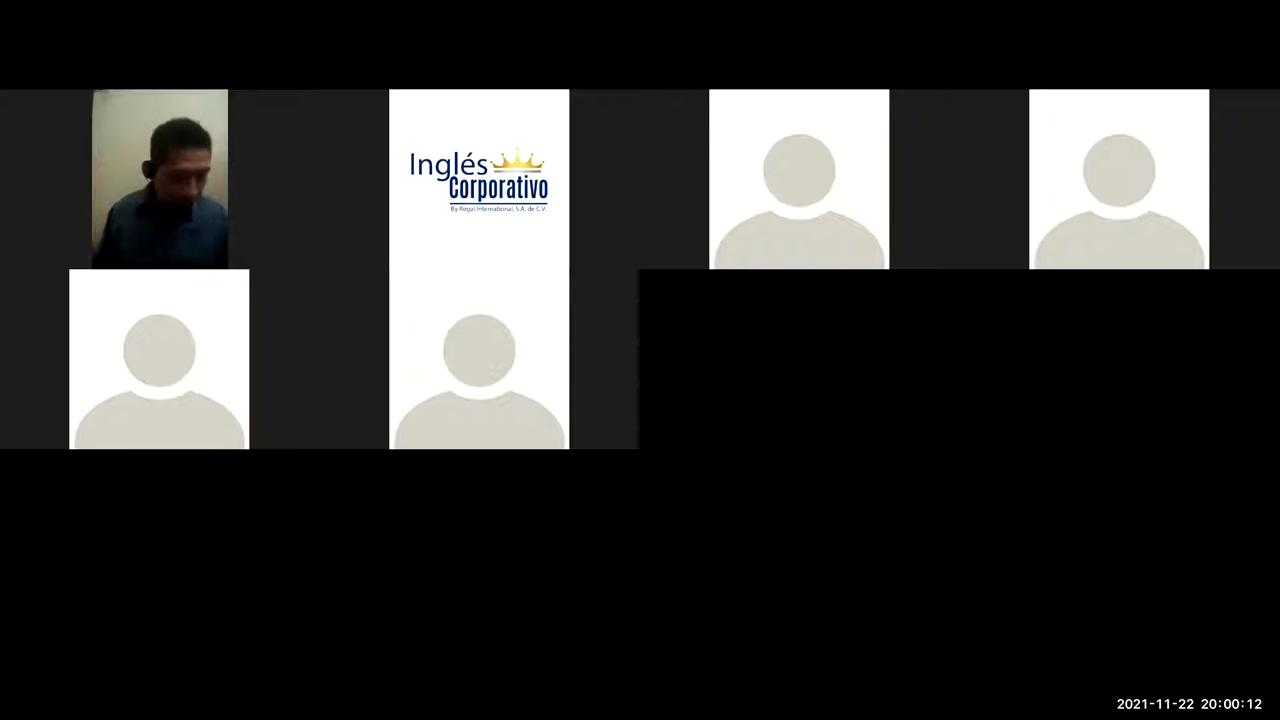 Inglés
Corporativo
By Regal International, S.A. de C.V.
2021-11-22 20:00:12